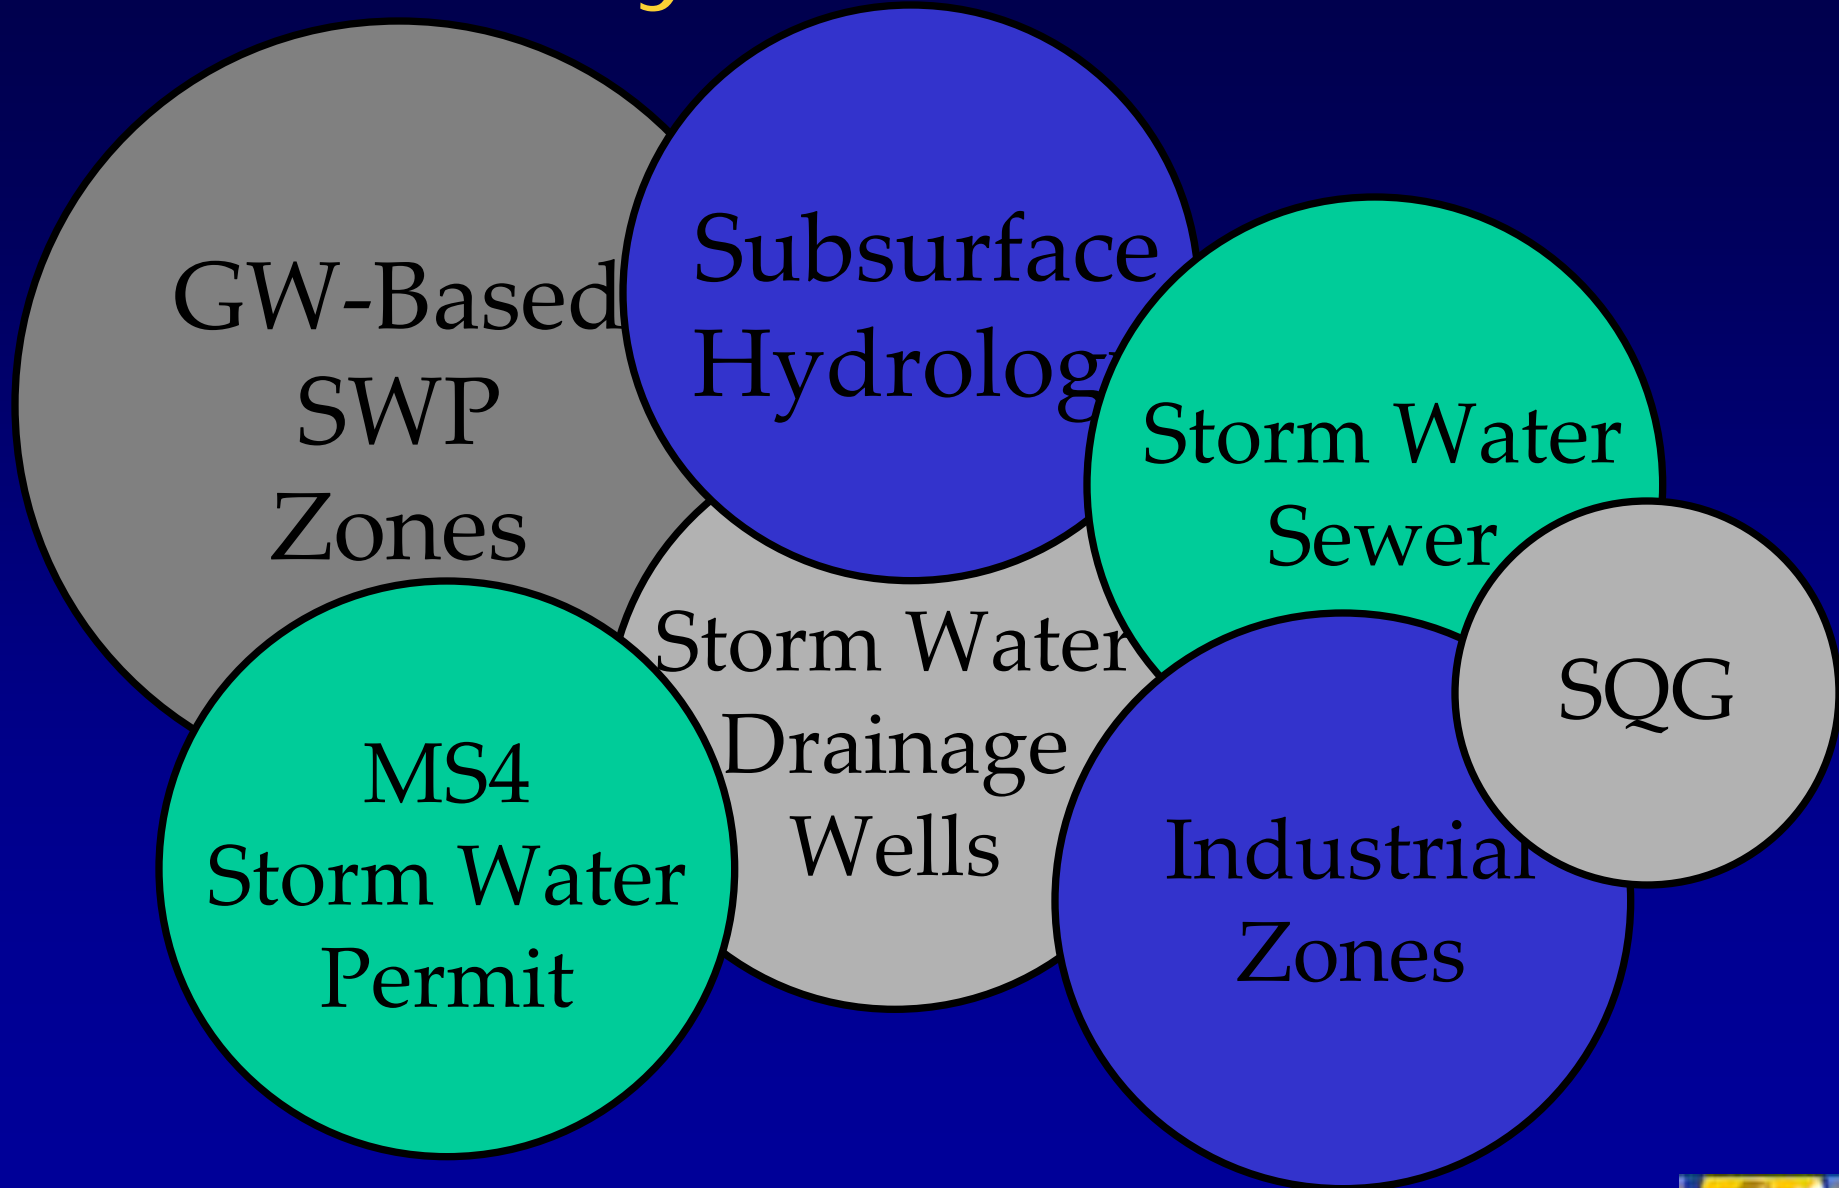 GW-Based
SWP
Zones
Subsurface
Hydrology
Storm Water
Sewer
SQG
Storm Water
Drainage
Wells
MS4
Storm Water
Permit
Industrial
Zones